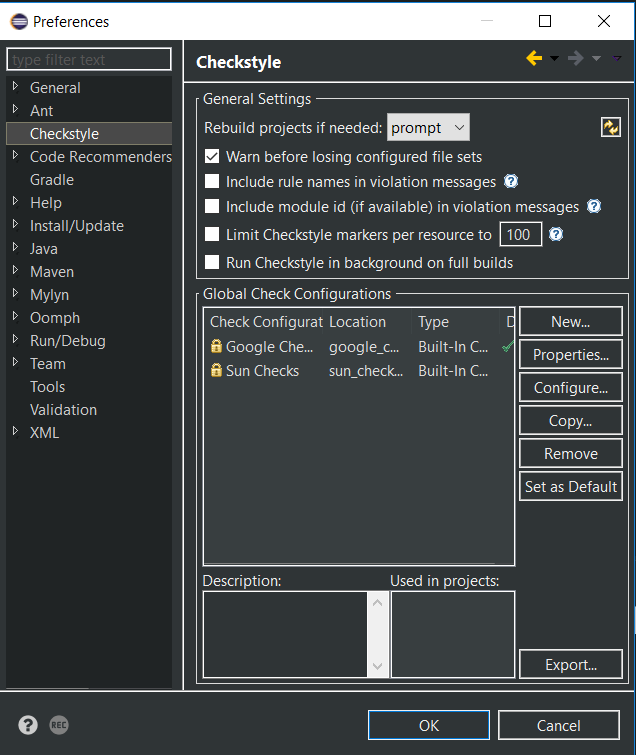 Preferences
type filter text
General
Ant
Checkstyle
Code Recommenders
Gradle
Help
Install/Update
Java
Maven
Mylyn
Oomph
Run/Debug
Team
Tools
Validation
XML
Checkstyle
General Settings
Rebuild projects if needed: prompt
Warn before losing configured file sets
Include rule names in violation messages ?
Include module id (if available) in violation messages ?
Limit Checkstyle markers per resource to 100 ?
Run Checkstyle in background on full builds
Global Check Configurations
Check Configurat Location Type D
Google Che... google_c... Built-In C...
Sun Checks sun_check... Built-In C...
New...
Properties...
Configure...
Copy...
Remove
Set as Default
Description: Used in projects:
Export...
? REC OK Cancel